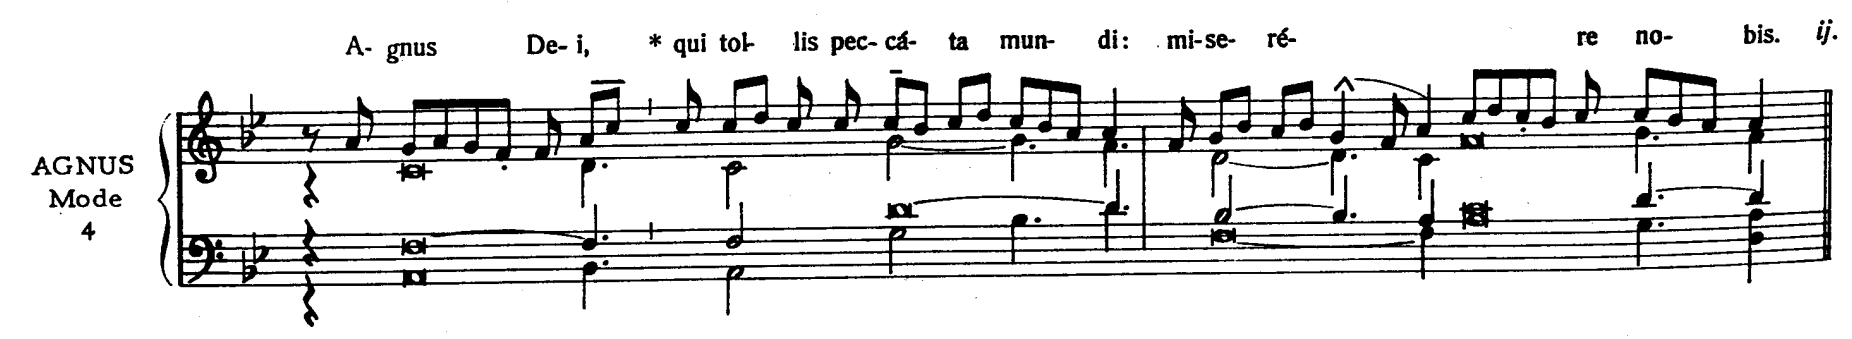 A- gnus De- i, * qui tol- lis pec- cá- ta mun- di: mi- se- ré- re no- bis. ij.
AGNUS
Mode
4